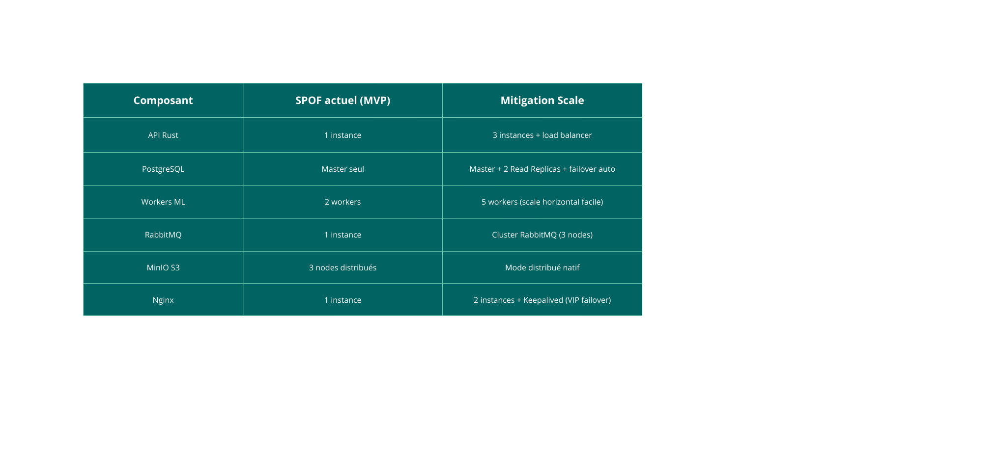 Composant SPOF actuel (MVP) Mitigation Scale
API Rust 1 instance 3 instances + load balancer
PostgreSQL Master seul Master + 2 Read Replicas + failover auto
Workers ML 2 workers 5 workers (scale horizontal facile)
RabbitMQ 1 instance Cluster RabbitMQ (3 nodes)
MinIO S3 3 nodes distribués Mode distribué natif
Nginx 1 instance 2 instances + Keepalived (VIP failover)